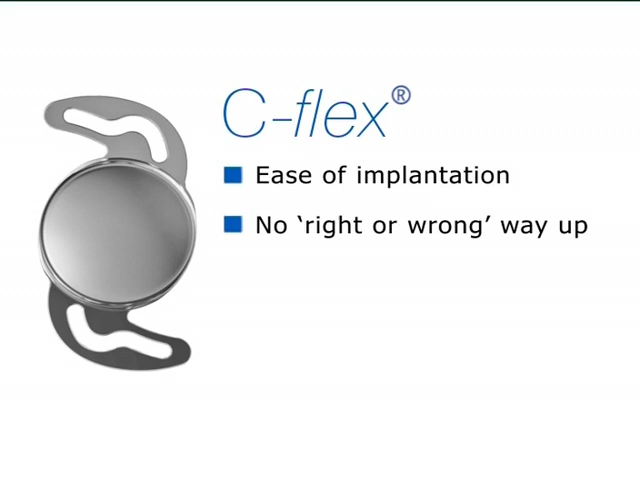 C-flex®
Ease of implantation
No ‘right or wrong’ way up